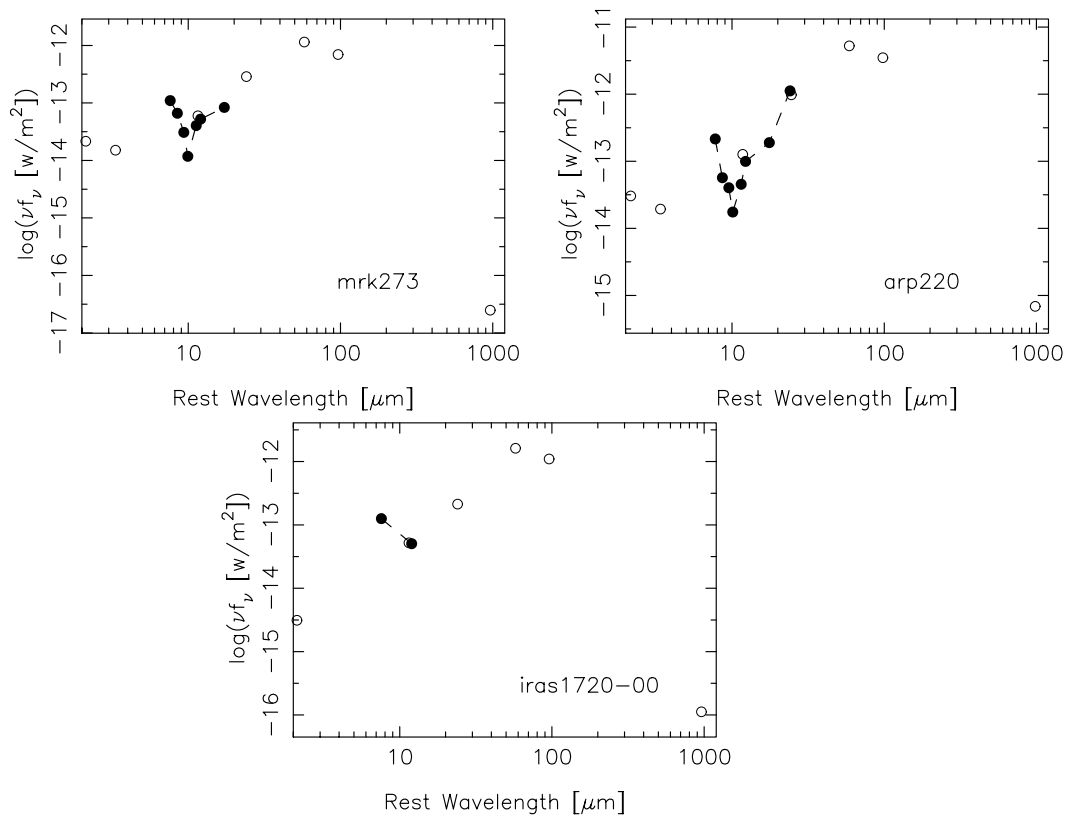 log(νf_ν [w/m²])
−12
−13
−14
−15
−16
−17
mrk273
10 100 1000
Rest Wavelength [μm]
log(νf_ν [w/m²])
−11
−12
−13
−14
−15
arp220
10 100 1000
Rest Wavelength [μm]
log(νf_ν [w/m²])
−12
−13
−14
−15
−16
iras1720−00
10 100 1000
Rest Wavelength [μm]